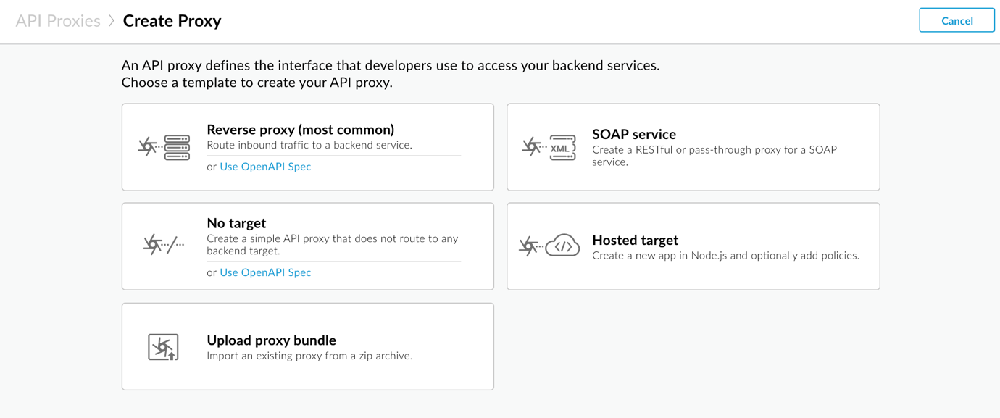 API Proxies > Create Proxy
Cancel
An API proxy defines the interface that developers use to access your backend services.
Choose a template to create your API proxy.
Reverse proxy (most common)
Route inbound traffic to a backend service.
or Use OpenAPI Spec
XML
SOAP service
Create a RESTful or pass-through proxy for a SOAP
service.
No target
Create a simple API proxy that does not route to any
backend target.
or Use OpenAPI Spec
Hosted target
Create a new app in Node.js and optionally add policies.
Upload proxy bundle
Import an existing proxy from a zip archive.